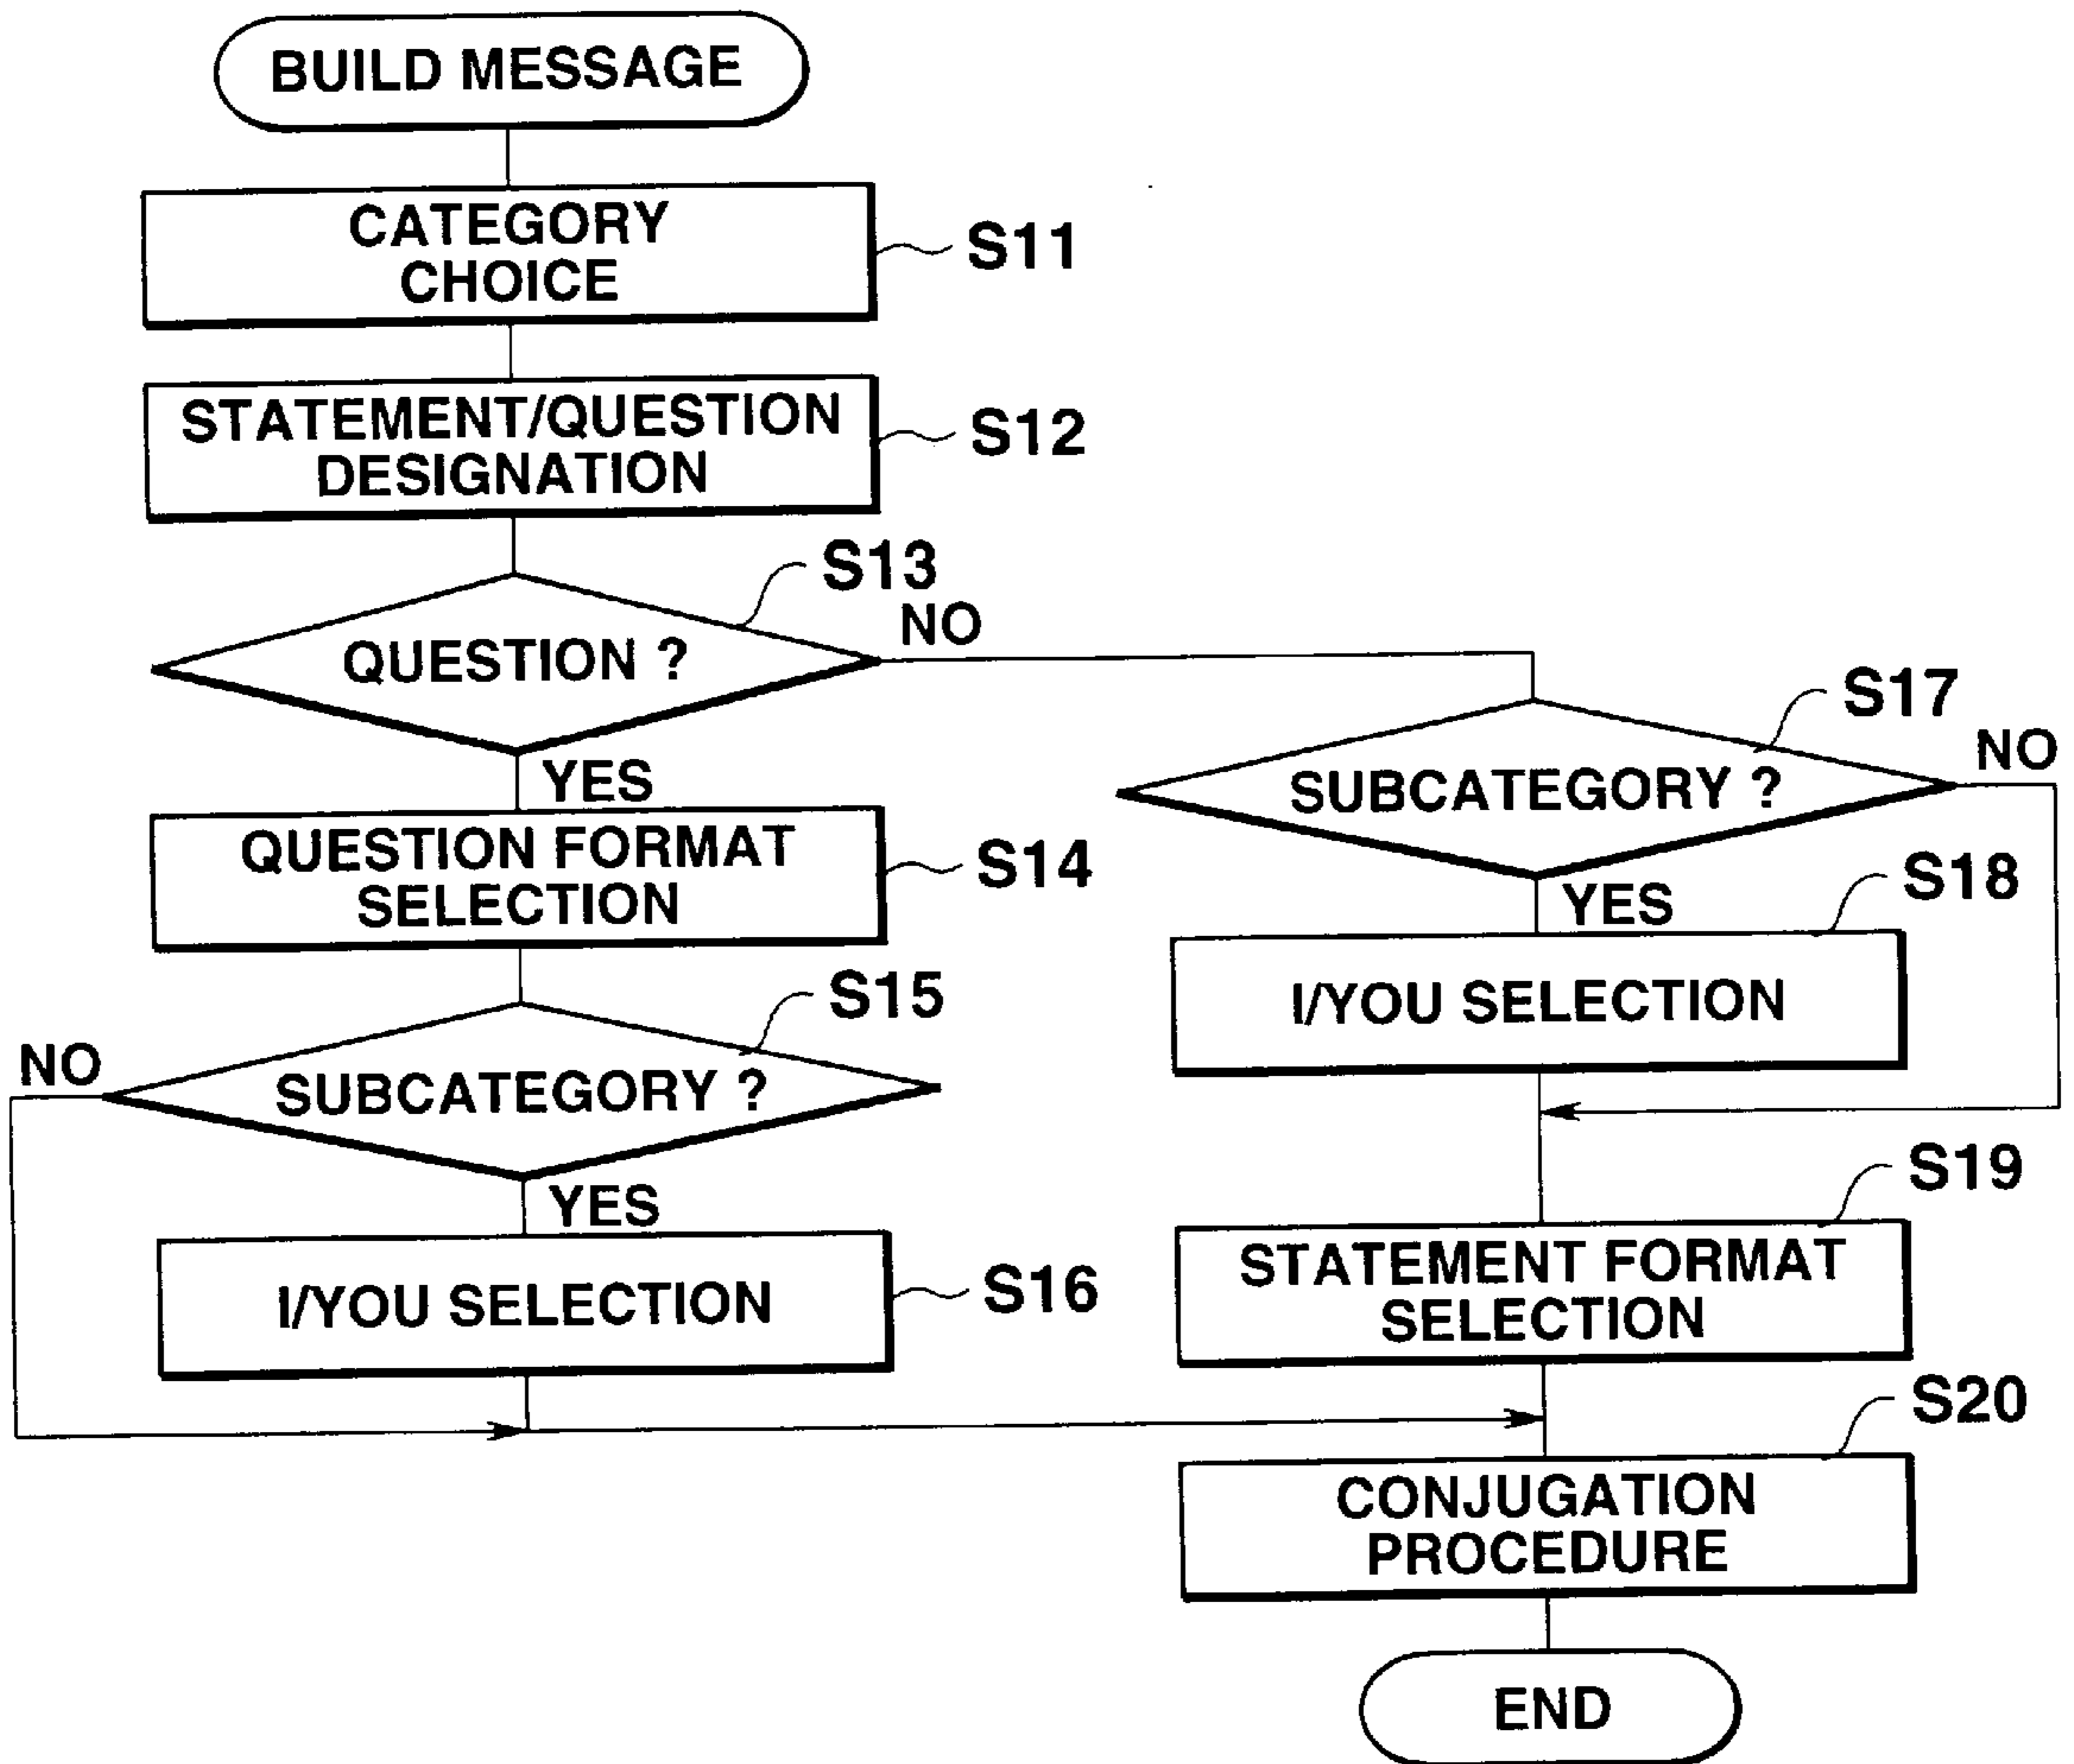 BUILD MESSAGE
CATEGORY
CHOICE
S11
STATEMENT/QUESTION
DESIGNATION
S12
S13
QUESTION ?
NO
YES
QUESTION FORMAT
SELECTION
S14
S15
NO
SUBCATEGORY ?
YES
I/YOU SELECTION
S16
S17
NO
SUBCATEGORY ?
YES
S18
I/YOU SELECTION
S19
STATEMENT FORMAT
SELECTION
S20
CONJUGATION
PROCEDURE
END